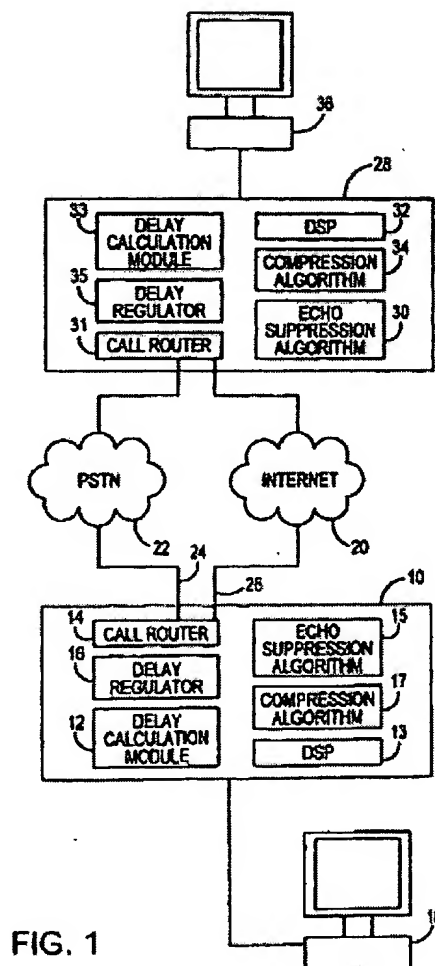 36
28
33
DELAY
CALCULATION
MODULE
32
DSP
34
COMPRESSION
ALGORITHM
35
DELAY
REGULATOR
30
ECHO
SUPPRESSION
ALGORITHM
31
CALL ROUTER
PSTN
INTERNET
22
24
20
26
10
14
CALL ROUTER
15
ECHO
SUPPRESSION
ALGORITHM
16
DELAY
REGULATOR
17
COMPRESSION
ALGORITHM
12
DELAY
CALCULATION
MODULE
13
DSP
FIG. 1